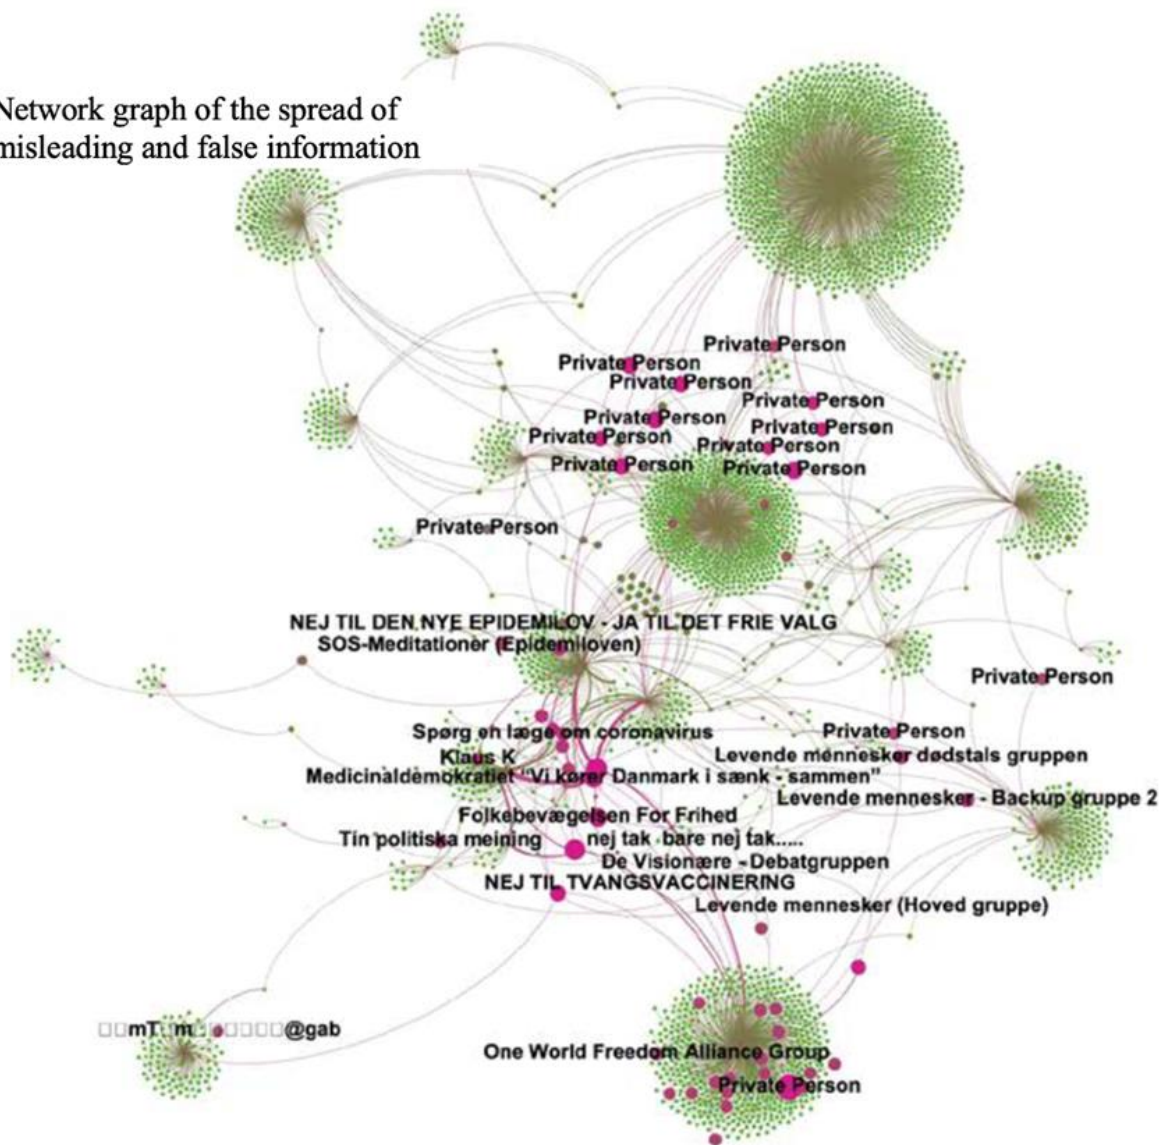 Network graph of the spread of
misleading and false information
Private Person
Private Person
Private Person
Private Person
Private Person
Private Person
Private Person
Private Person
Private Person
Private Person
Private Person
NEJ TIL DEN NYE EPIDEMILOV - JA TIL DET FRIE VALG
SOS-Meditationer (Epidemiloven)
Private Person
Spørg en læge om coronavirus
Private Person
Klaus K
Levende mennesker dødstals gruppen
Medicinaldemokratiet "Vi kører Danmark i sænk - sammen"
Levende mennesker - Backup gruppe 2
Folkebevægelsen For Frihed
Tin politiska meining
nej tak bare nej tak.....
De Visionære - Debatgruppen
NEJ TIL TVANGSVACCINERING
Levende mennesker (Hoved gruppe)
@gab
One World Freedom Alliance Group
Private Person